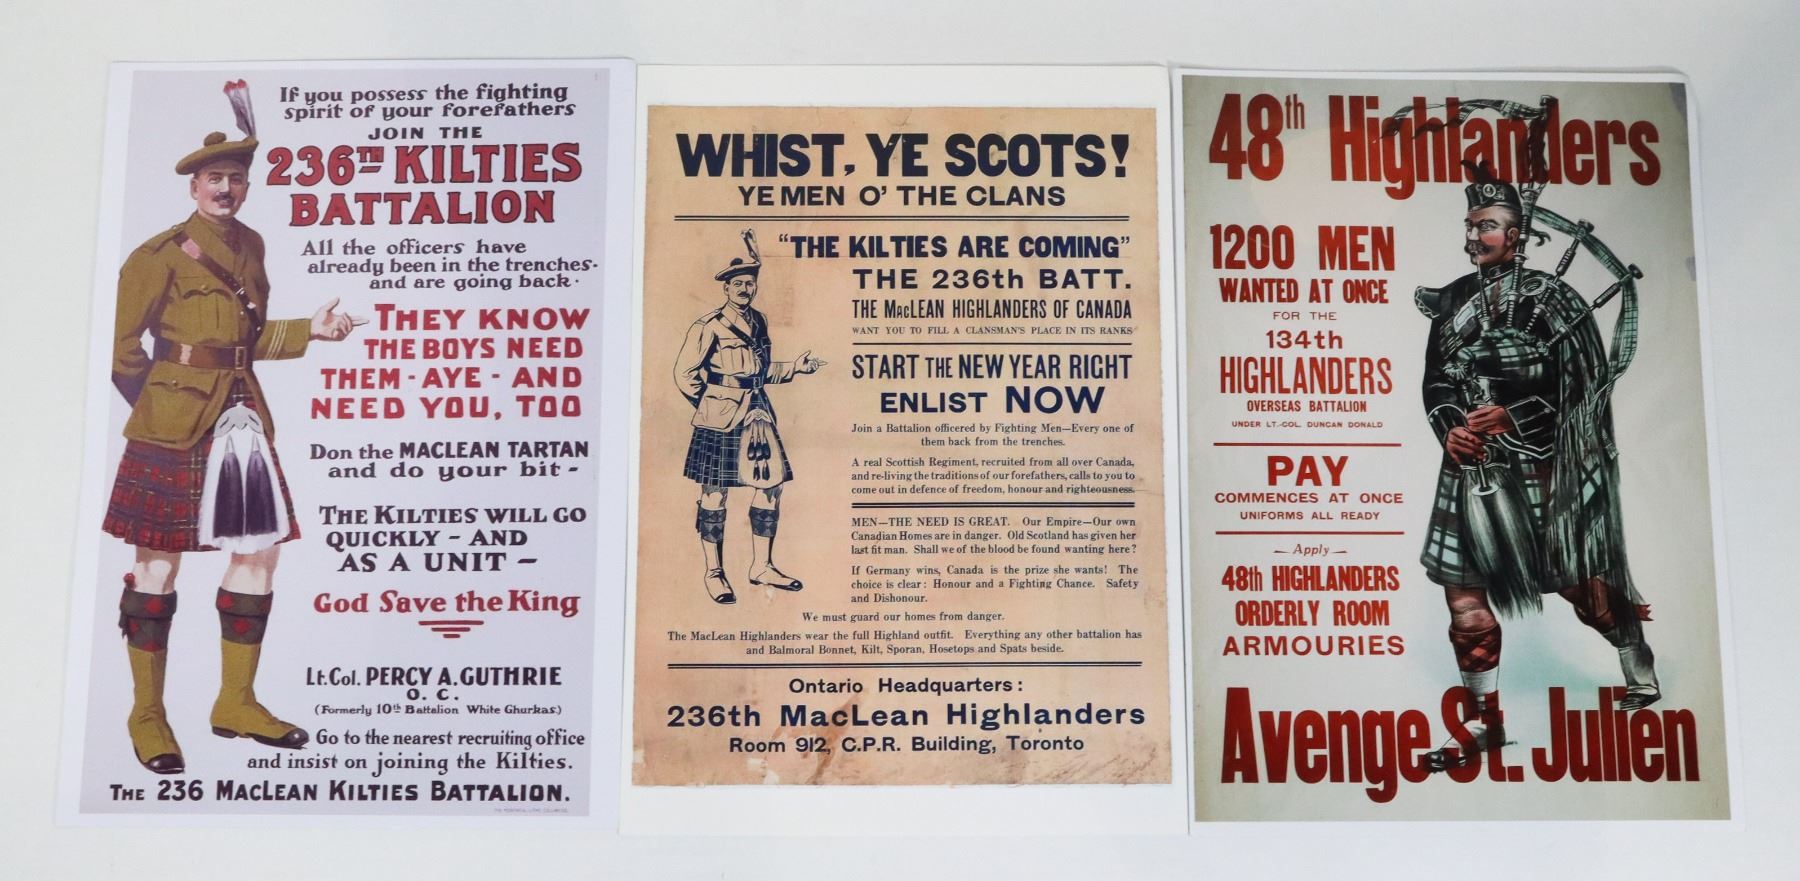 If you possess the fighting
spirit of your forefathers
JOIN THE
236TH KILTIES
BATTALION
All the officers have
already been in the trenches-
and are going back.
THEY KNOW
THE BOYS NEED
THEM - AYE - AND
NEED YOU, TOO
Don the MACLEAN TARTAN
and do your bit -
THE KILTIES WILL GO
QUICKLY - AND
AS A UNIT -
God Save the King
Lt. Col. PERCY A. GUTHRIE
O. C.
(Formerly 10th Battalion White Ghurkas.)
Go to the nearest recruiting office
and insist on joining the Kilties.
THE 236 MACLEAN KILTIES BATTALION.
WHIST, YE SCOTS!
YE MEN O' THE CLANS
"THE KILTIES ARE COMING"
THE 236th BATT.
THE MacLEAN HIGHLANDERS OF CANADA
WANT YOU TO FILL A CLANSMAN'S PLACE IN ITS RANKS
START THE NEW YEAR RIGHT
ENLIST NOW
Join a Battalion officered by Fighting Men—Every one of
them back from the trenches.
A real Scottish Regiment, recruited from all over Canada,
and re-living the traditions of our forefathers, calls to you to
come out in defence of freedom, honour and righteousness.
MEN—THE NEED IS GREAT. Our Empire—Our own
Canadian Homes are in danger. Old Scotland has given her
last fit man. Shall we of the blood be found wanting here?
If Germany wins, Canada is the prize she wants! The
choice is clear: Honour and a Fighting Chance. Safety
and Dishonour.
We must guard our homes from danger.
The MacLean Highlanders wear the full Highland outfit. Everything any other battalion has
and Balmoral Bonnet, Kilt, Sporan, Hosetops and Spats beside.
Ontario Headquarters:
236th MacLean Highlanders
Room 912, C.P.R. Building, Toronto
48th Highlanders
1200 MEN
WANTED AT ONCE
FOR THE
134th
HIGHLANDERS
OVERSEAS BATTALION
UNDER LT.-COL. DUNCAN DONALD
PAY
COMMENCES AT ONCE
UNIFORMS ALL READY
— Apply —
48th HIGHLANDERS
ORDERLY ROOM
ARMOURIES
Avenge St. Julien